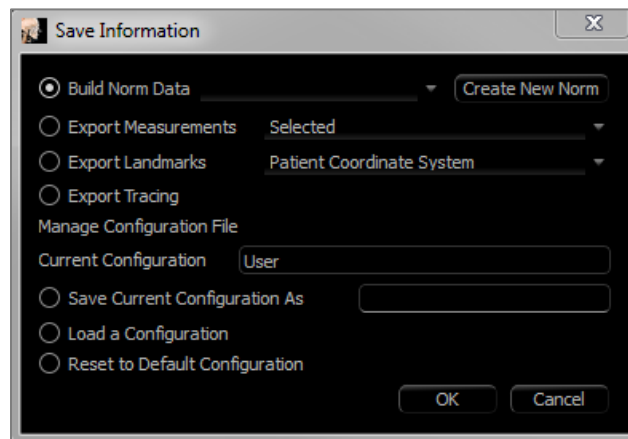 Save Information
Build Norm Data Create New Norm
Export Measurements Selected
Export Landmarks Patient Coordinate System
Export Tracing
Manage Configuration File
Current Configuration User
Save Current Configuration As
Load a Configuration
Reset to Default Configuration
OK Cancel